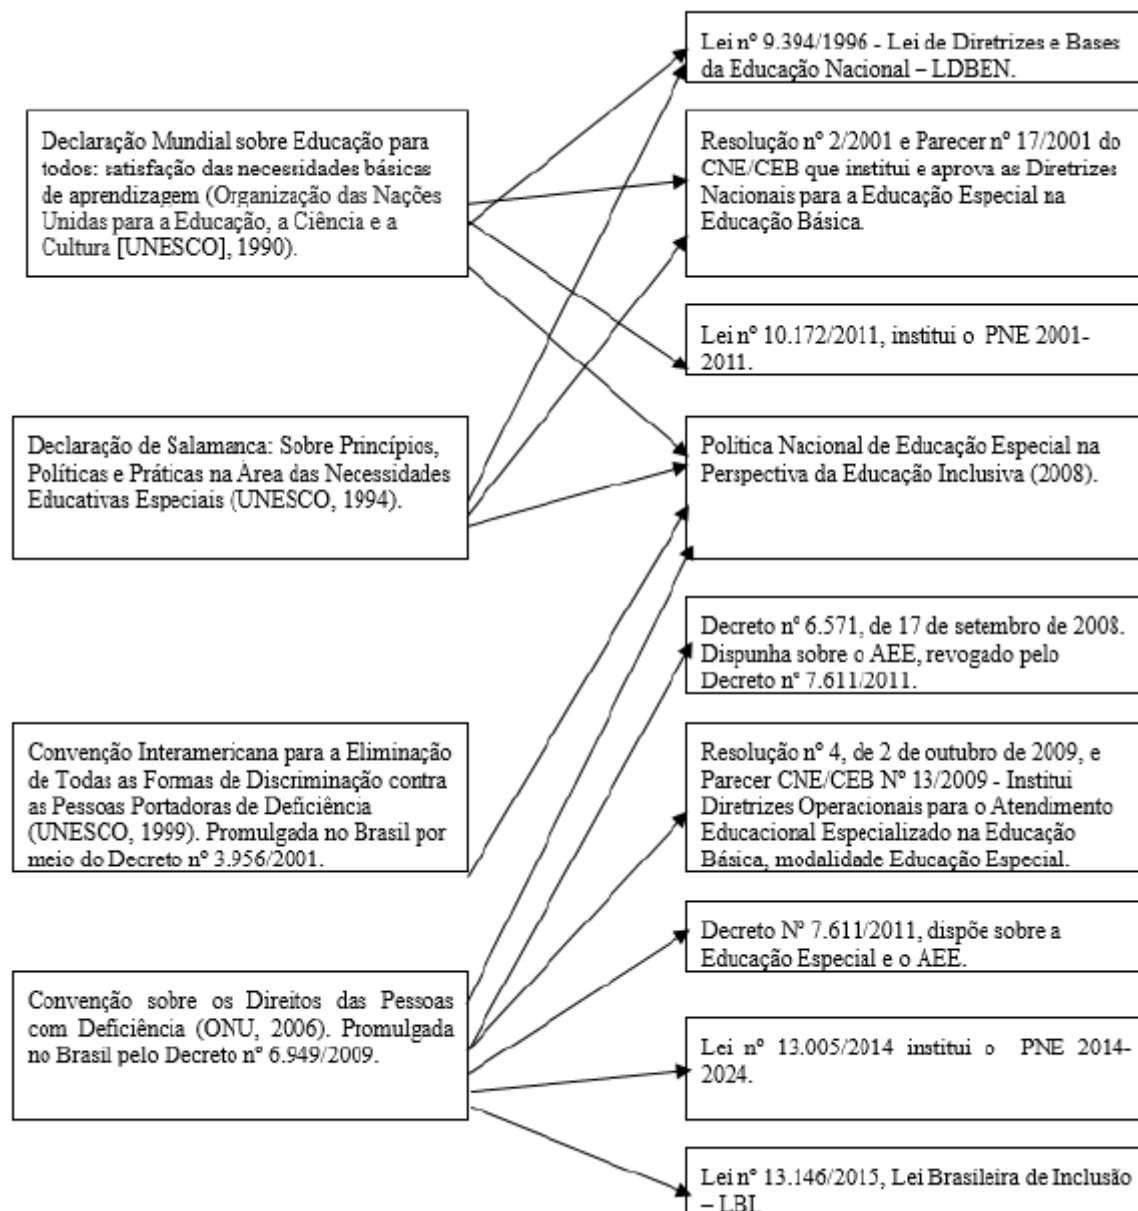 Declaração Mundial sobre Educação para
todos: satisfação das necessidades básicas
de aprendizagem (Organização das Nações
Unidas para a Educação, a Ciência e a
Cultura [UNESCO], 1990).
Declaração de Salamanca: Sobre Princípios,
Políticas e Práticas na Área das Necessidades
Educativas Especiais (UNESCO, 1994).
Convenção Interamericana para a Eliminação
de Todas as Formas de Discriminação contra
as Pessoas Portadoras de Deficiência
(UNESCO, 1999). Promulgada no Brasil por
meio do Decreto nº 3.956/2001.
Convenção sobre os Direitos das Pessoas
com Deficiência (ONU, 2006). Promulgada
no Brasil pelo Decreto nº 6.949/2009.
Lei nº 9.394/1996 - Lei de Diretrizes e Bases
da Educação Nacional – LDBEN.
Resolução nº 2/2001 e Parecer nº 17/2001 do
CNE/CEB que institui e aprova as Diretrizes
Nacionais para a Educação Especial na
Educação Básica.
Lei nº 10.172/2011, institui o PNE 2001-
2011.
Política Nacional de Educação Especial na
Perspectiva da Educação Inclusiva (2008).
Decreto nº 6.571, de 17 de setembro de 2008.
Dispunha sobre o AEE, revogado pelo
Decreto nº 7.611/2011.
Resolução nº 4, de 2 de outubro de 2009, e
Parecer CNE/CEB Nº 13/2009 - Institui
Diretrizes Operacionais para o Atendimento
Educacional Especializado na Educação
Básica, modalidade Educação Especial.
Decreto Nº 7.611/2011, dispõe sobre a
Educação Especial e o AEE.
Lei nº 13.005/2014 institui o PNE 2014-
2024.
Lei nº 13.146/2015, Lei Brasileira de Inclusão
– LBI.